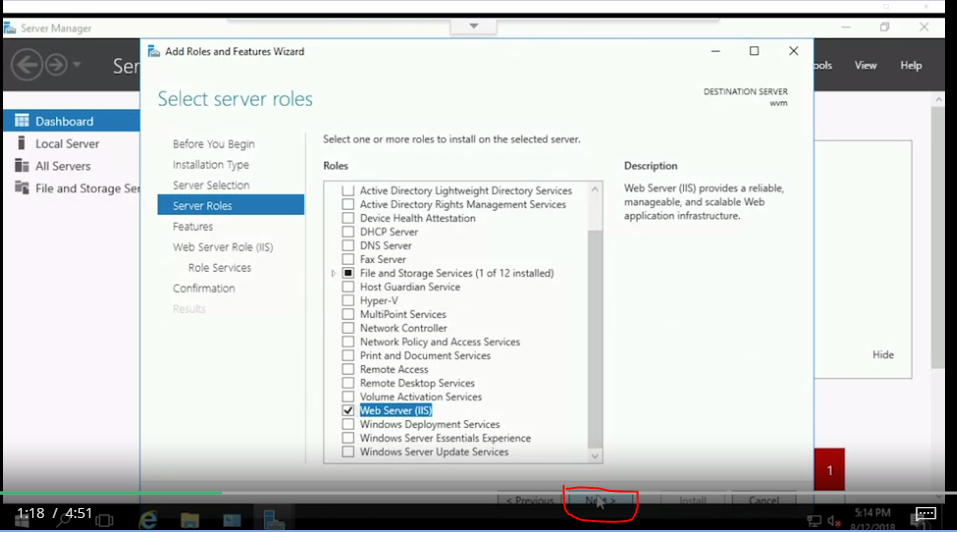 Server Manager
Add Roles and Features Wizard
Ser
ools View Help
Select server roles
DESTINATION SERVER
wvm
Dashboard
Local Server
All Servers
File and Storage Ser
Before You Begin
Installation Type
Server Selection
Server Roles
Features
Web Server Role (IIS)
Role Services
Confirmation
Results
Select one or more roles to install on the selected server.
Roles
Active Directory Lightweight Directory Services
Active Directory Rights Management Services
Device Health Attestation
DHCP Server
DNS Server
Fax Server
File and Storage Services (1 of 12 installed)
Host Guardian Service
Hyper-V
MultiPoint Services
Network Controller
Network Policy and Access Services
Print and Document Services
Remote Access
Remote Desktop Services
Volume Activation Services
Web Server (IIS)
Windows Deployment Services
Windows Server Essentials Experience
Windows Server Update Services
Description
Web Server (IIS) provides a reliable,
manageable, and scalable Web
application infrastructure.
Hide
1
< Previous Next > Install Cancel
1:18 / 4:51
5:14 PM
8/12/2018